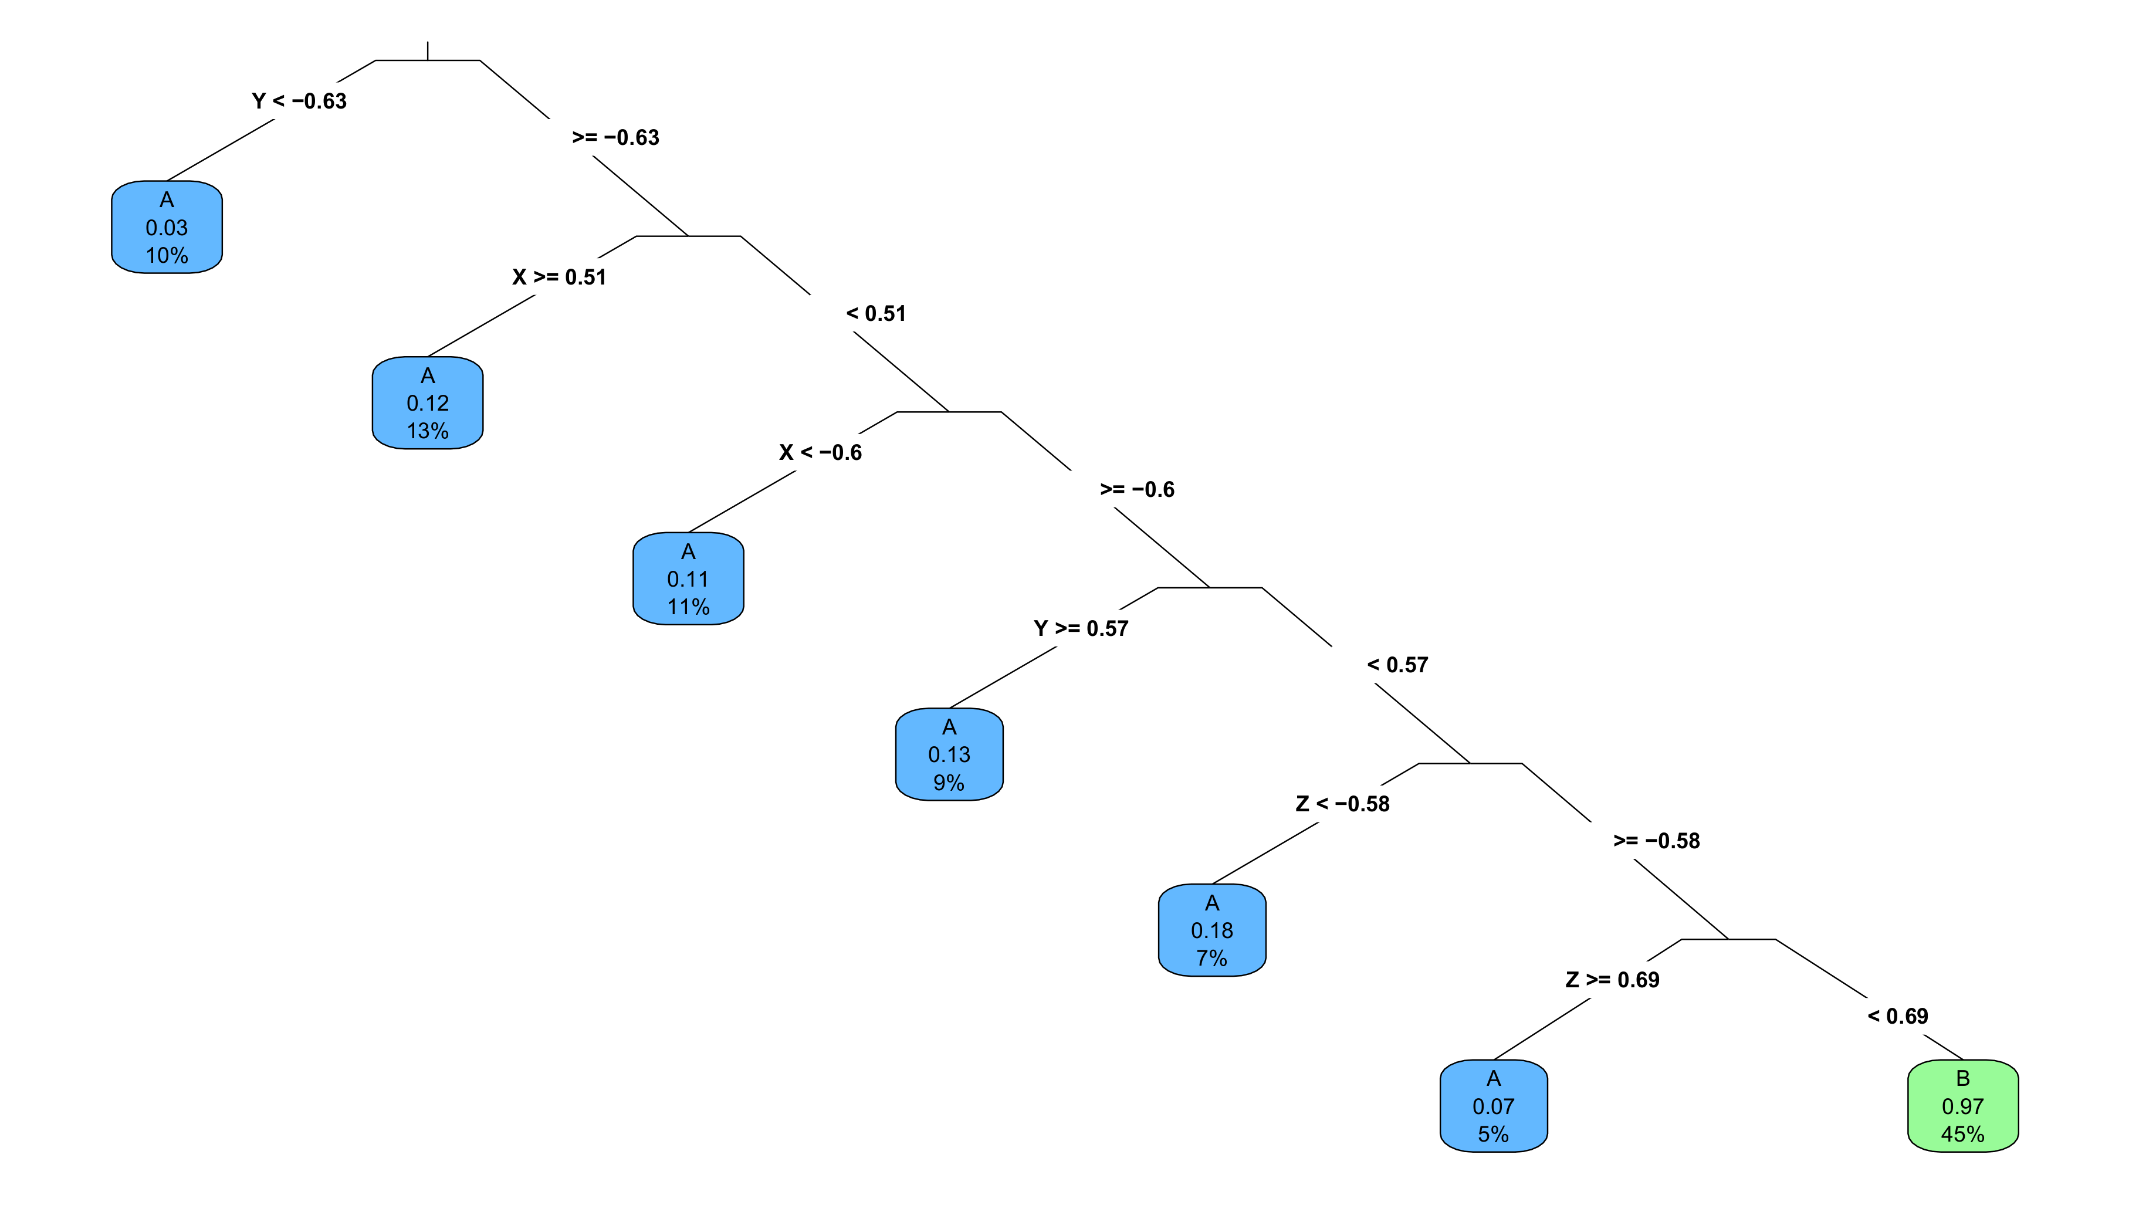 Y < −0.63
>= −0.63
A
0.03
10%
X >= 0.51
< 0.51
A
0.12
13%
X < −0.6
>= −0.6
A
0.11
11%
Y >= 0.57
< 0.57
A
0.13
9%
Z < −0.58
>= −0.58
A
0.18
7%
Z >= 0.69
< 0.69
A
0.07
5%
B
0.97
45%